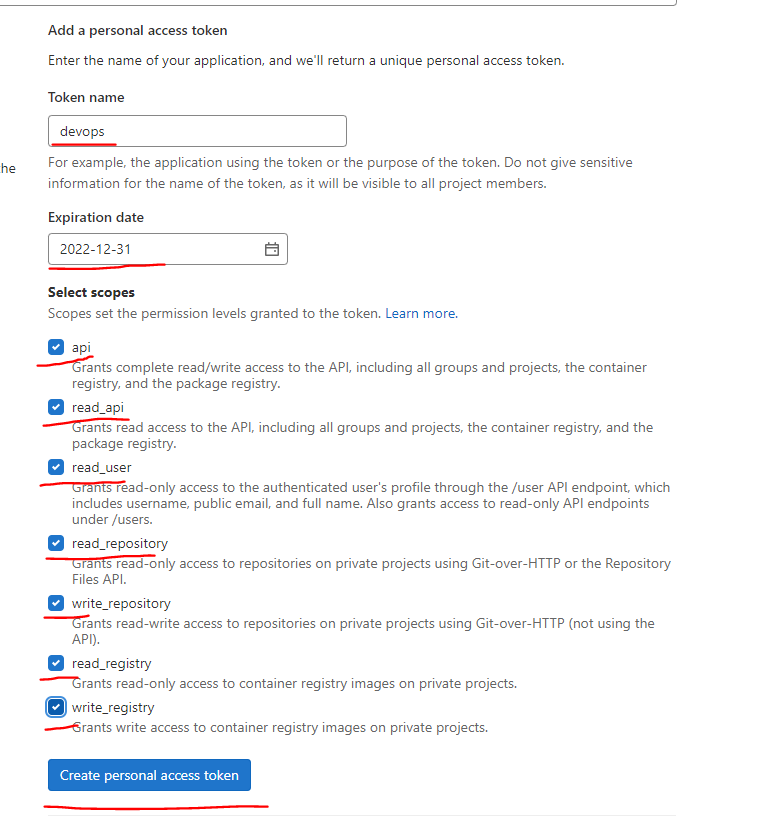 Add a personal access token
Enter the name of your application, and we'll return a unique personal access token.
Token name
devops
he
For example, the application using the token or the purpose of the token. Do not give sensitive
information for the name of the token, as it will be visible to all project members.
Expiration date
2022-12-31
Select scopes
Scopes set the permission levels granted to the token. Learn more.
api
Grants complete read/write access to the API, including all groups and projects, the container
registry, and the package registry.
read_api
Grants read access to the API, including all groups and projects, the container registry, and the
package registry.
read_user
Grants read-only access to the authenticated user's profile through the /user API endpoint, which
includes username, public email, and full name. Also grants access to read-only API endpoints
under /users.
read_repository
Grants read-only access to repositories on private projects using Git-over-HTTP or the Repository
Files API.
write_repository
Grants read-write access to repositories on private projects using Git-over-HTTP (not using the
API).
read_registry
Grants read-only access to container registry images on private projects.
write_registry
Grants write access to container registry images on private projects.
Create personal access token